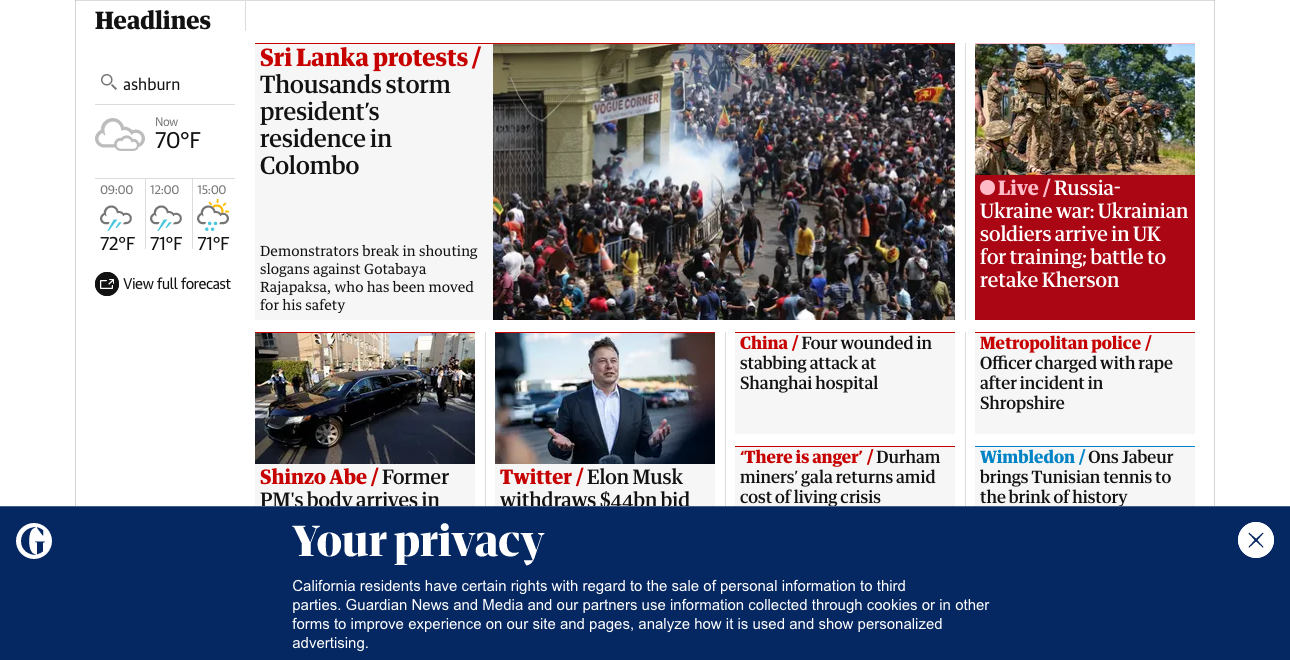 Headlines
ashburn
Now
70°F
09:00
12:00
15:00
72°F
71°F
71°F
View full forecast
Sri Lanka protests /
Thousands storm
president’s
residence in
Colombo
Demonstrators break in shouting
slogans against Gotabaya
Rajapaksa, who has been moved
for his safety
VOGUE CORNER
Live / Russia-
Ukraine war: Ukrainian
soldiers arrive in UK
for training; battle to
retake Kherson
Shinzo Abe / Former
PM's body arrives in
Twitter / Elon Musk
withdraws $44bn bid
China / Four wounded in
stabbing attack at
Shanghai hospital
‘There is anger’ / Durham
miners’ gala returns amid
cost of living crisis
Metropolitan police /
Officer charged with rape
after incident in
Shropshire
Wimbledon / Ons Jabeur
brings Tunisian tennis to
the brink of history
Your privacy
California residents have certain rights with regard to the sale of personal information to third
parties. Guardian News and Media and our partners use information collected through cookies or in other
forms to improve experience on our site and pages, analyze how it is used and show personalized
advertising.